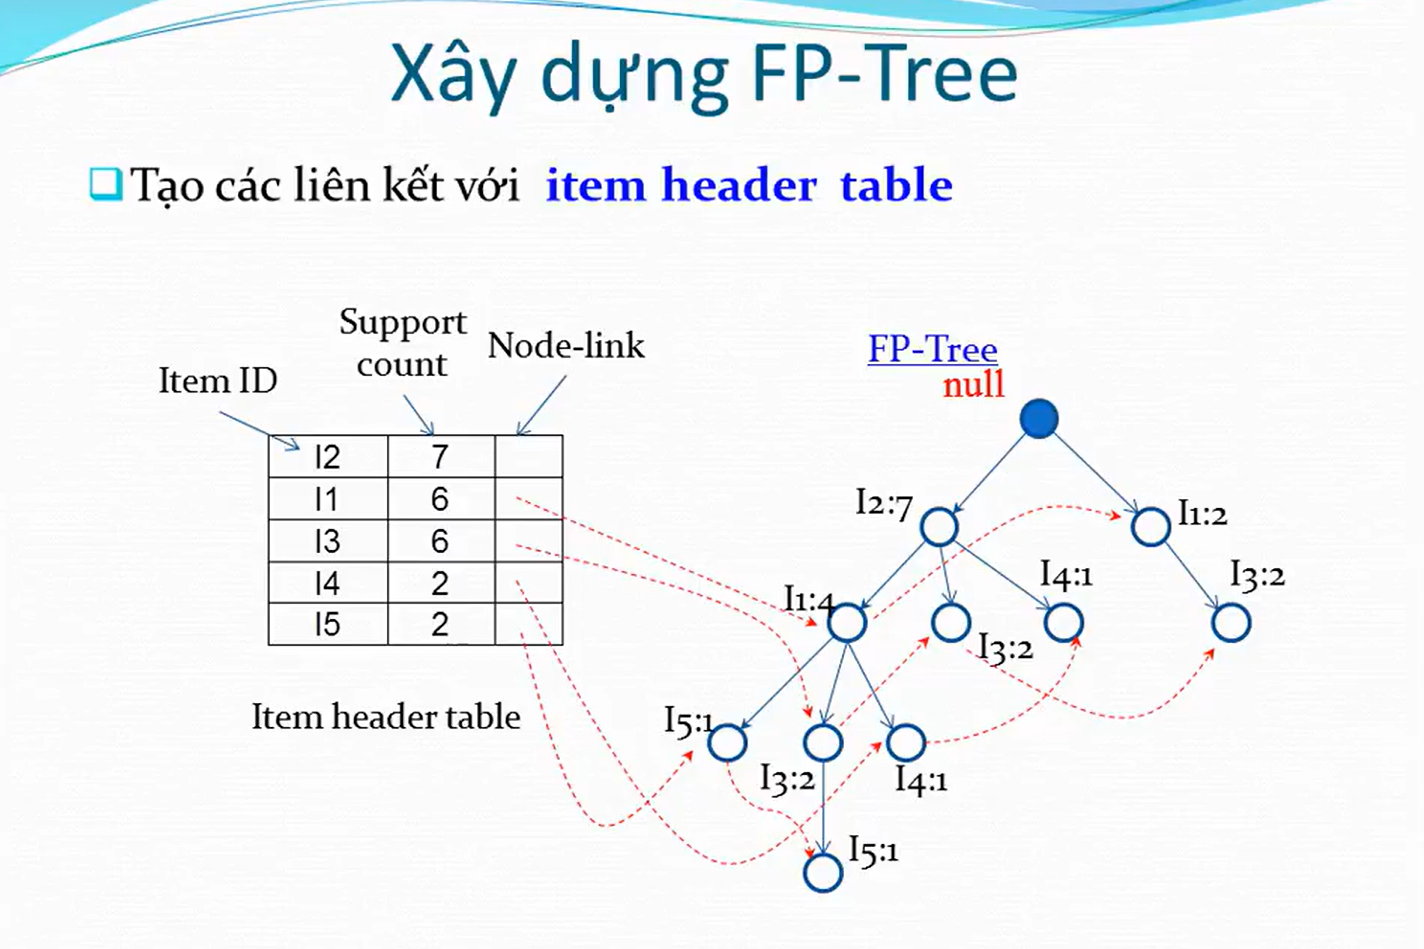 Xây dựng FP-Tree
Tạo các liên kết với item header table
Support
count
Node-link
Item ID
FP-Tree
null
I2 7
I1 6
I3 6
I4 2
I5 2
Item header table
I2:7
I1:2
I1:4
I3:2
I4:1
I3:2
I5:1
I3:2
I4:1
I5:1